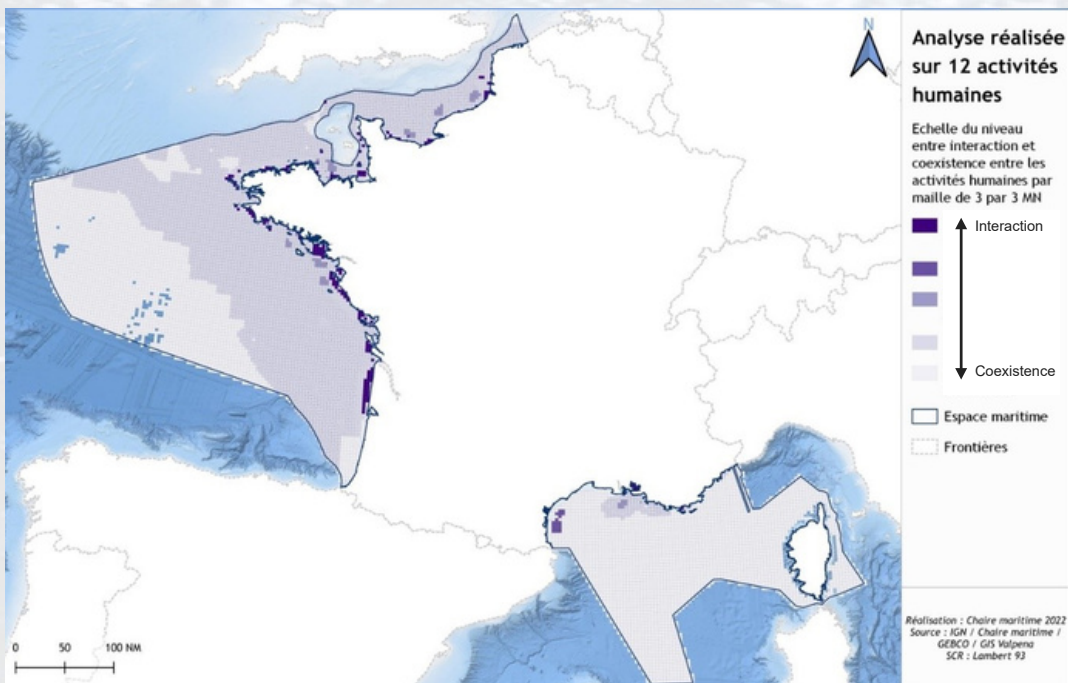 N
Analyse réalisée
sur 12 activités
humaines
Echelle du niveau
entre interaction et
coexistence entre les
activités humaines par
maille de 3 par 3 MN
Interaction
Coexistence
Espace maritime
Frontières
0 50 100 NM
Réalisation : Chaire maritime 2022
Source : IGN / Chaire maritime /
GEBCO / GIS Valpena
SCR : Lambert 93